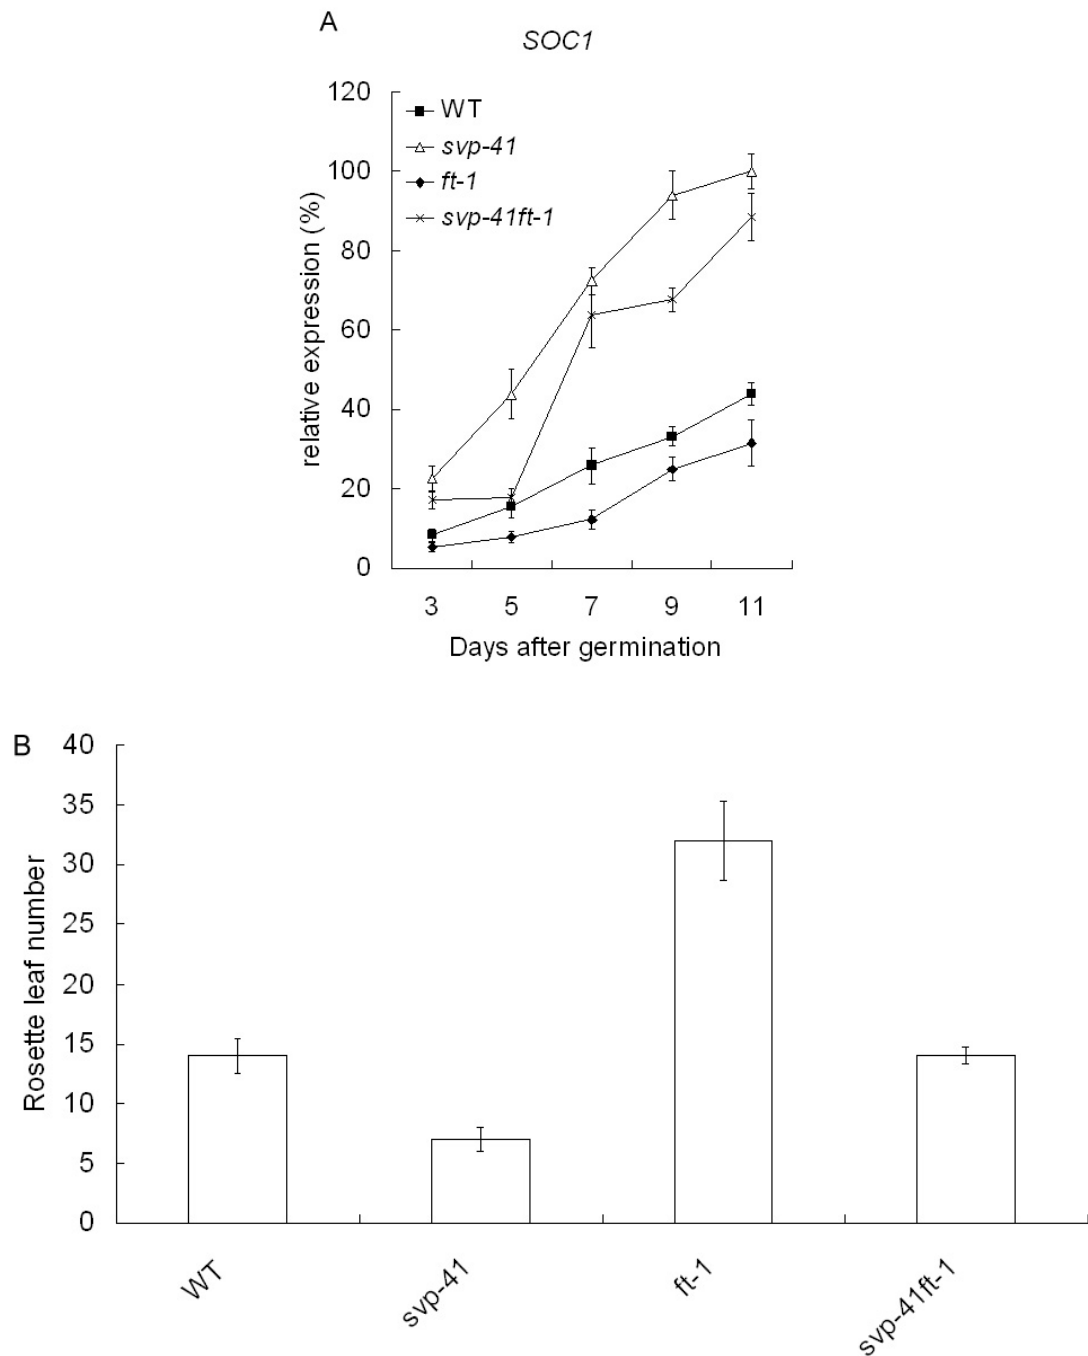 A
SOC1
120
100
80
60
40
20
0
relative expression (%)
WT
svp-41
ft-1
svp-41ft-1
3 5 7 9 11
Days after germination
B
40
35
30
25
20
15
10
5
0
Rosette leaf number
WT svp-41 ft-1 svp-41ft-1